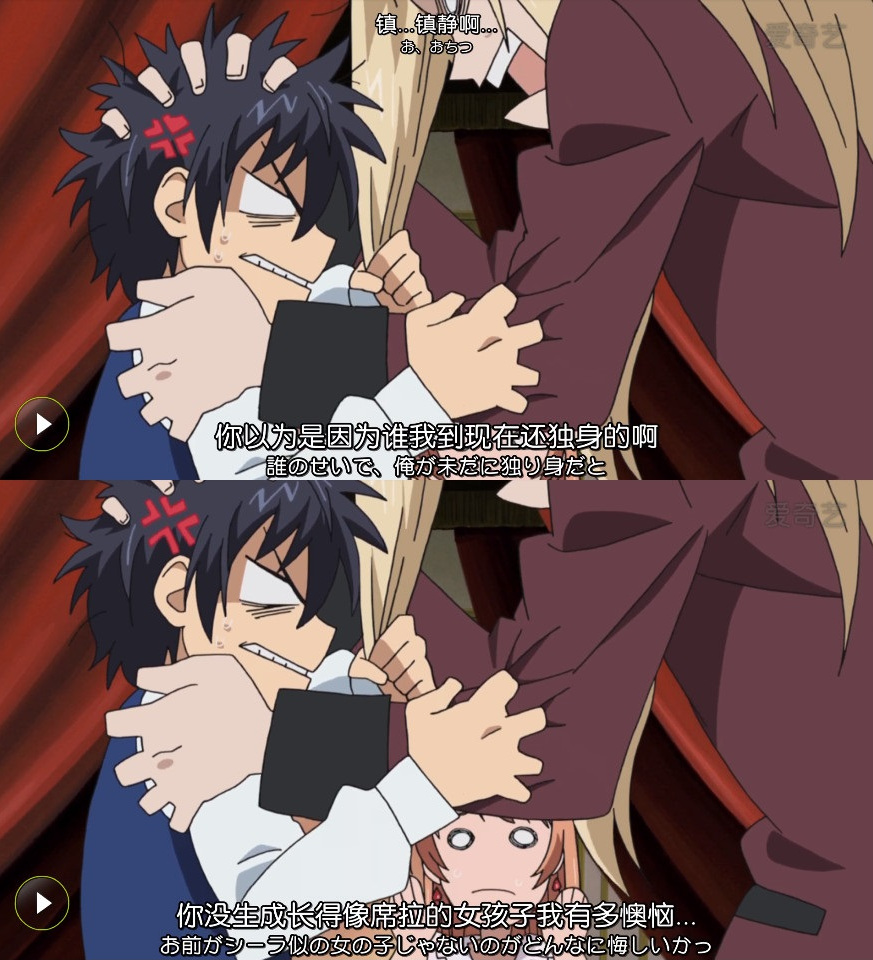 镇...镇静啊...
お、おちつ
爱奇艺
你以为是因为谁我到现在还独身的啊
誰のせいで、俺が未だに独り身だと
爱奇艺
你没生成长得像席拉的女孩子我有多懊恼...
お前がシーラ似の女の子じゃないのがどんなに悔しいかっ